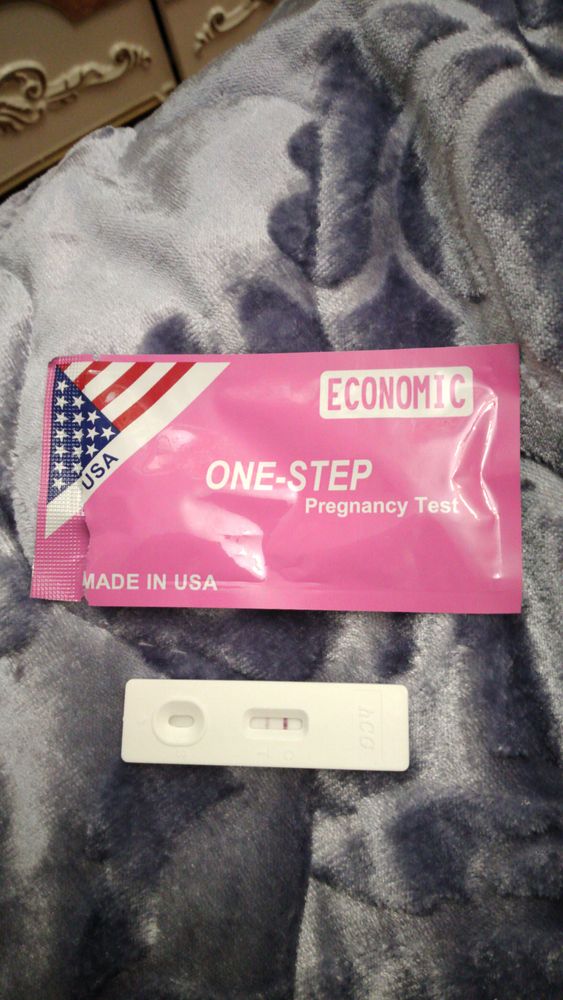 USA
ECONOMIC
ONE-STEP
Pregnancy Test
MADE IN USA
hCG
T C